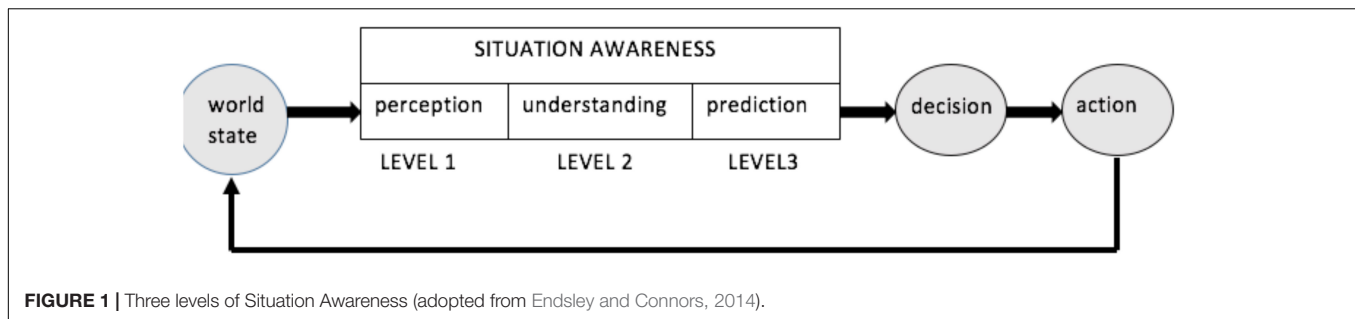 SITUATION AWARENESS
world
state
perception
understanding
prediction
decision
action
LEVEL 1
LEVEL 2
LEVEL3
FIGURE 1 | Three levels of Situation Awareness (adopted from Endsley and Connors, 2014).